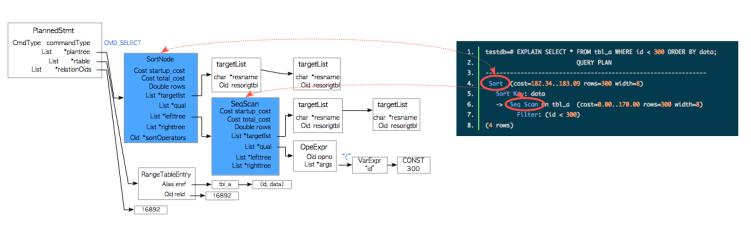 PlannedStmt
CmdType commandType
CMD_SELECT
List *plantree
List *rtable
List *relationOids
SortNode
Cost startup_cost
Cost total_cost
Double rows
List *targetlist
List *qual
List *lefttree
List *righttree
Oid *sortOperators
targetList
char *resname
Oid resorigtbl
targetList
char *resname
Oid resorigtbl
SeqScan
Cost startup_cost
Cost total_cost
Double rows
List *targetlist
List *qual
List *lefttree
List *righttree
targetList
char *resname
Oid resorigtbl
targetList
char *resname
Oid resorigtbl
OpeExpr
Oid opno
List *args
"<"
VarExpr
"id"
CONST
300
RangeTableEntry
Alias eref
Oid reId
tbl_a
(id, data)
16892
16892
1. testdb=# EXPLAIN SELECT * FROM tbl_a WHERE id < 300 ORDER BY data;
2. QUERY PLAN
3. ---------------------------------------------------------------
4. Sort (cost=182.34..183.09 rows=300 width=8)
5. Sort Key: data
6. -> Seq Scan on tbl_a (cost=0.00..170.00 rows=300 width=8)
7. Filter: (id < 300)
8. (4 rows)